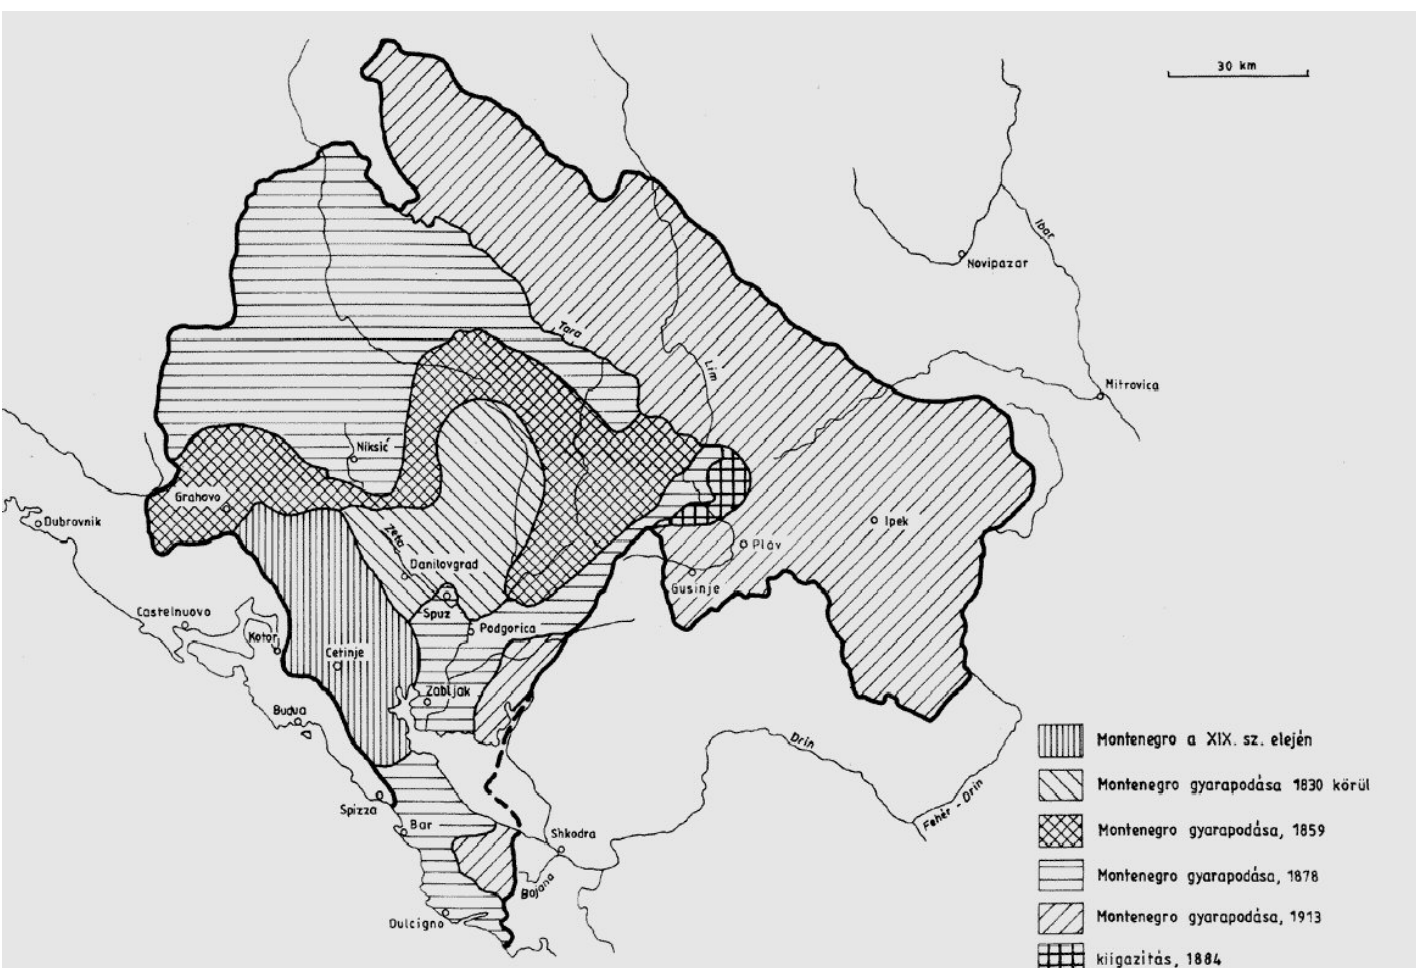 30 km
Ibar
Novipazar
Tara
Lim
Mitrovica
Nikšić
Grahovo
Dubrovnik
Zeta
Ipek
Pláv
Danilovgrad
Gusinje
Spuz
Castelnuovo
Podgorica
Kotor
Cetinje
Zabljak
Budua
Drin
Fehér-Drin
Spizza
Bar
Shkodra
Bojana
Dulcigno
Montenegro a XIX. sz. elején
Montenegro gyarapodása 1830 körül
Montenegro gyarapodása, 1859
Montenegro gyarapodása, 1878
Montenegro gyarapodása, 1913
kiigazítás, 1884